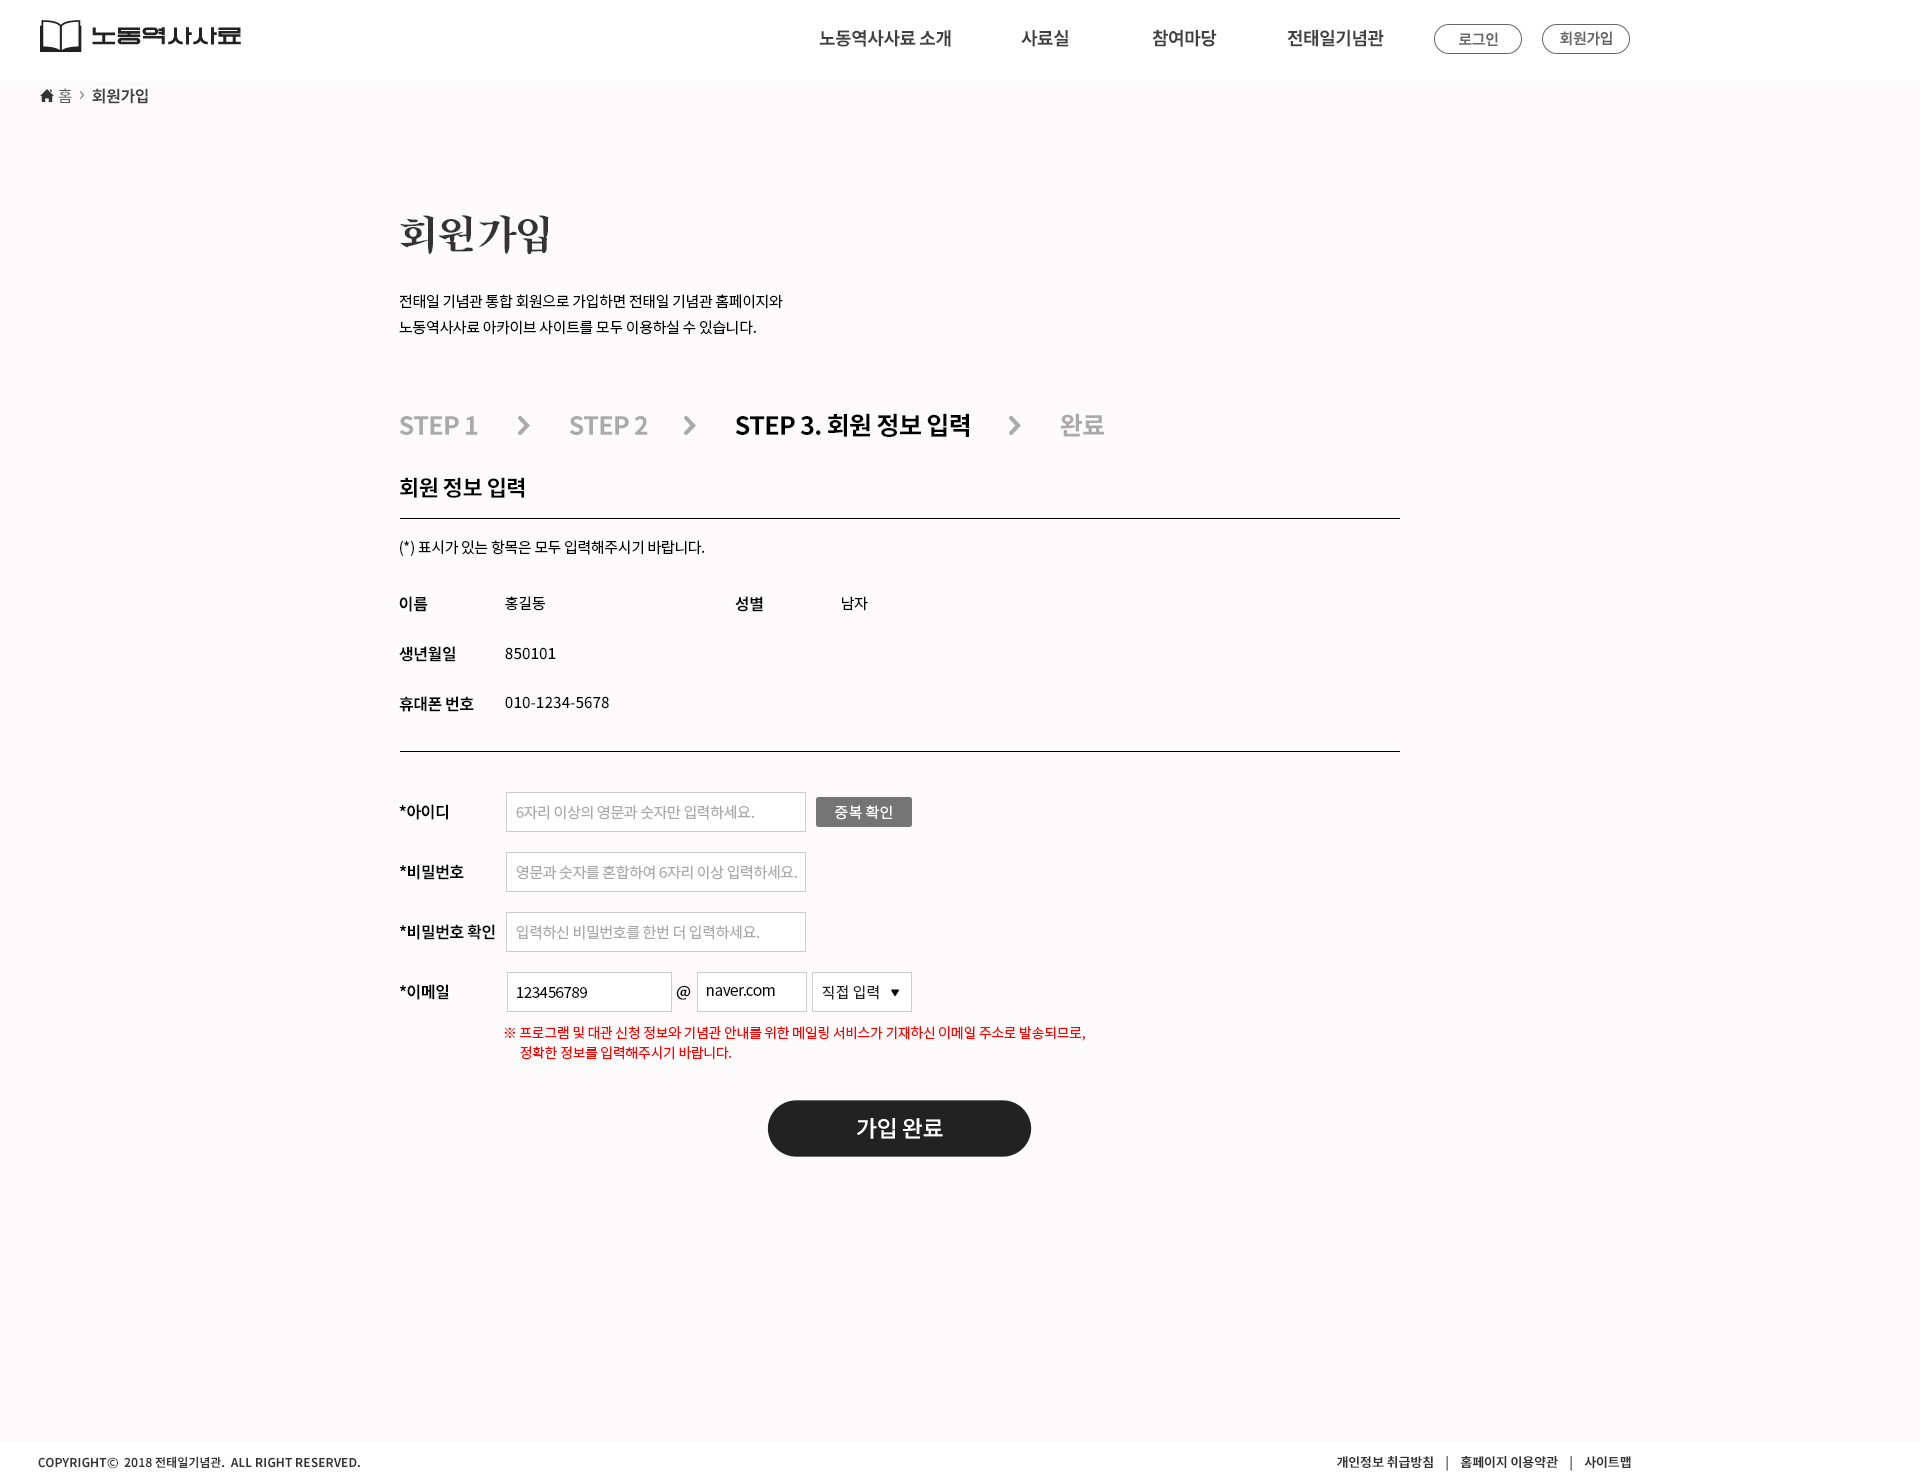 노동역사사료
노동역사사료 소개
사료실
참여마당
전태일기념관
로그인
회원가입
홈 > 회원가입
회원가입
전태일 기념관 통합 회원으로 가입하면 전태일 기념관 홈페이지와
노동역사사료 아카이브 사이트를 모두 이용하실 수 있습니다.
STEP 1 > STEP 2 > STEP 3. 회원 정보 입력 > 완료
회원 정보 입력
(*) 표시가 있는 항목은 모두 입력해주시기 바랍니다.
이름 홍길동 성별 남자
생년월일 850101
휴대폰 번호 010-1234-5678
*아이디 6자리 이상의 영문과 숫자만 입력하세요. 중복 확인
*비밀번호 영문과 숫자를 혼합하여 6자리 이상 입력하세요.
*비밀번호 확인 입력하신 비밀번호를 한번 더 입력하세요.
*이메일 123456789 @ naver.com 직접 입력 ▼
※ 프로그램 및 대관 신청 정보와 기념관 안내를 위한 메일링 서비스가 기재하신 이메일 주소로 발송되므로,
정확한 정보를 입력해주시기 바랍니다.
가입 완료
COPYRIGHT© 2018 전태일기념관. ALL RIGHT RESERVED.
개인정보 취급방침 | 홈페이지 이용약관 | 사이트맵